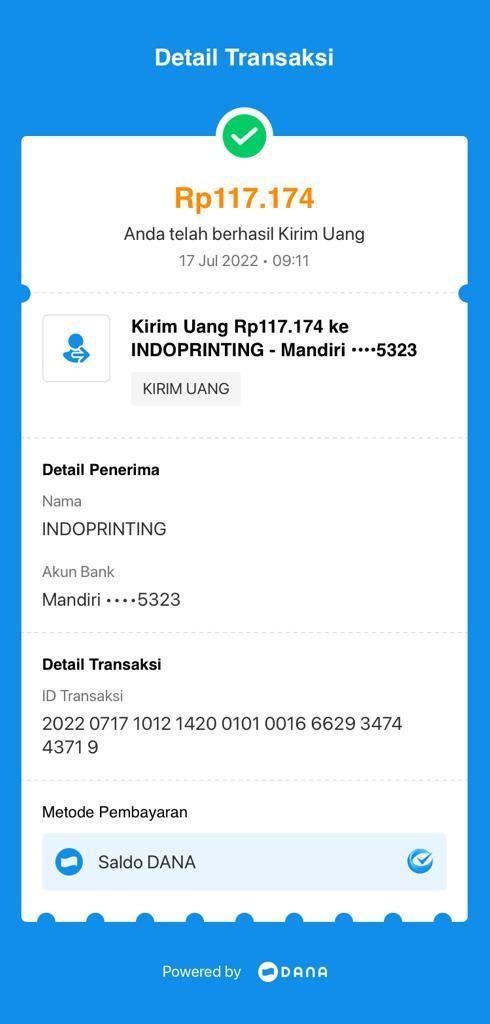 Detail Transaksi
Rp117.174
Anda telah berhasil Kirim Uang
17 Jul 2022 • 09:11
Kirim Uang Rp117.174 ke
INDOPRINTING - Mandiri ••••5323
KIRIM UANG
Detail Penerima
Nama
INDOPRINTING
Akun Bank
Mandiri ••••5323
Detail Transaksi
ID Transaksi
2022 0717 1012 1420 0101 0016 6629 3474
4371 9
Metode Pembayaran
Saldo DANA
Powered by DANA